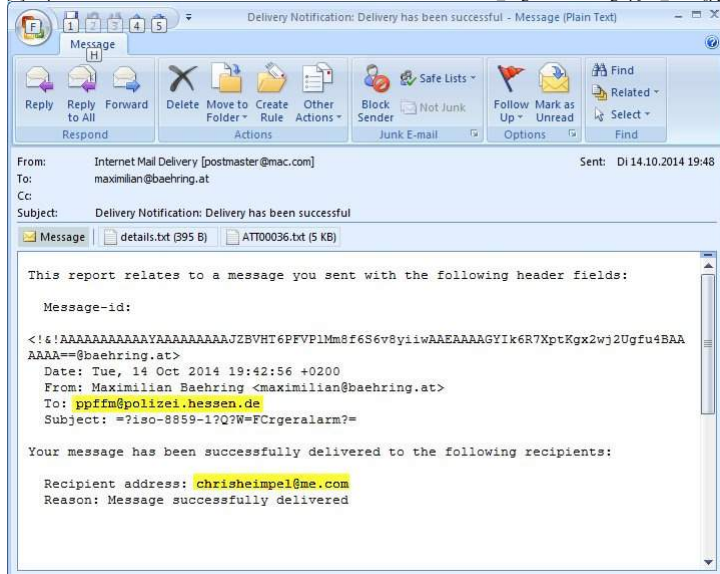 F 1 2 3 4 5
Delivery Notification: Delivery has been successful - Message (Plain Text)
Message
H
Reply Reply to All Forward
Delete Move to Folder Create Rule Other Actions
Block Sender Safe Lists Not Junk
Follow Up Mark as Unread
Find Related Select
Respond Actions Junk E-mail Options Find
From: Internet Mail Delivery [postmaster@mac.com] Sent: Di 14.10.2014 19:48
To: maximilian@baehring.at
Cc:
Subject: Delivery Notification: Delivery has been successful
Message details.txt (395 B) ATT00036.txt (5 KB)
This report relates to a message you sent with the following header fields:
Message-id:
<!&!AAAAAAAAAAAYAAAAAAAAAJZBVHT6PFVPlMm8f6S6v8yiiwAAEAAAAGYIk6R7XptKgx2wj2Ugfu4BAA
AAAA==@baehring.at>
Date: Tue, 14 Oct 2014 19:42:56 +0200
From: Maximilian Baehring <maximilian@baehring.at>
To: ppffm@polizei.hessen.de
Subject: =?iso-8859-1?Q?W=FCrgeralarm?=
Your message has been successfully delivered to the following recipients:
Recipient address: chrisheimpel@me.com
Reason: Message successfully delivered